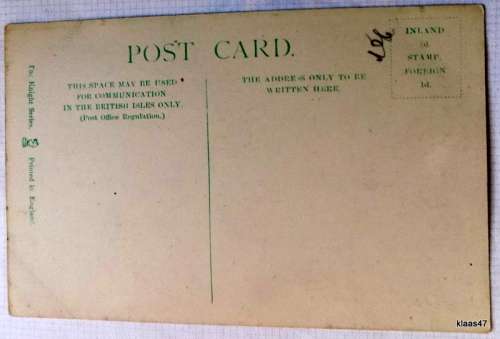 POST CARD.
THIS SPACE MAY BE USED
FOR COMMUNICATION
IN THE BRITISH ISLES ONLY.
(Post Office Regulation.)
THE ADDRESS ONLY TO BE
WRITTEN HERE.
INLAND
½d.
STAMP.
FOREIGN
1d.
The Knight Series.
Printed in England.
klaas47